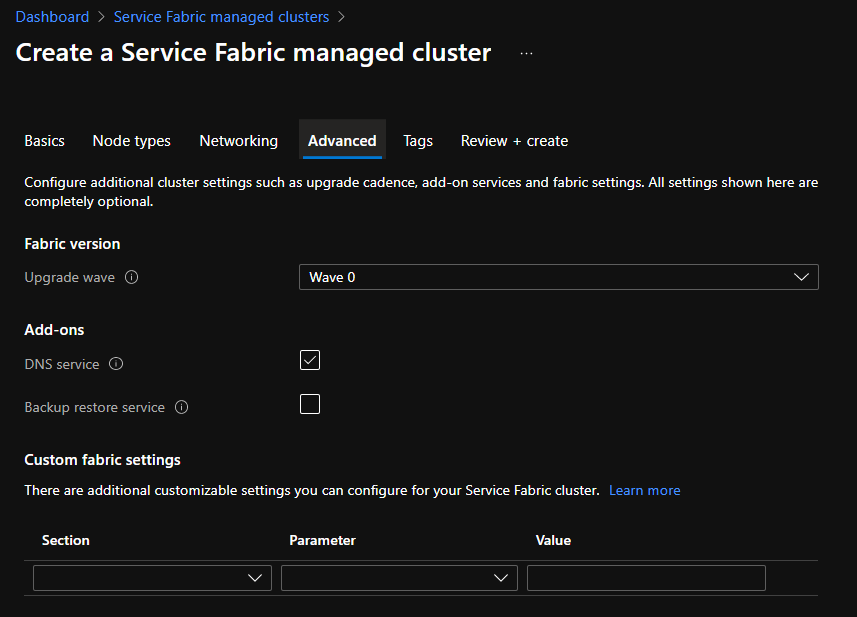 Dashboard > Service Fabric managed clusters >
Create a Service Fabric managed cluster ...
Basics Node types Networking Advanced Tags Review + create
Configure additional cluster settings such as upgrade cadence, add-on services and fabric settings. All settings shown here are
completely optional.
Fabric version
Upgrade wave Wave 0
Add-ons
DNS service
Backup restore service
Custom fabric settings
There are additional customizable settings you can configure for your Service Fabric cluster. Learn more
Section Parameter Value